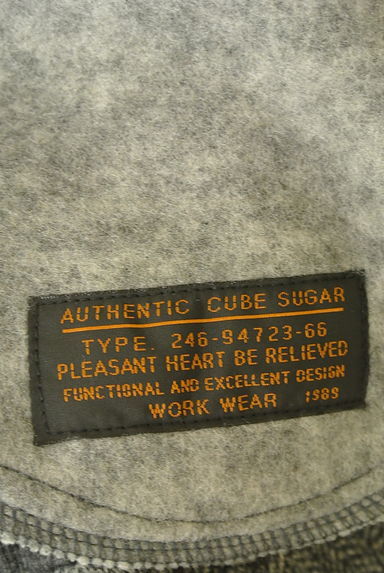 AUTHENTIC CUBE SUGAR
TYPE. 246-94723-66
PLEASANT HEART BE RELIEVED
FUNCTIONAL AND EXCELLENT DESIGN
WORK WEAR 1989